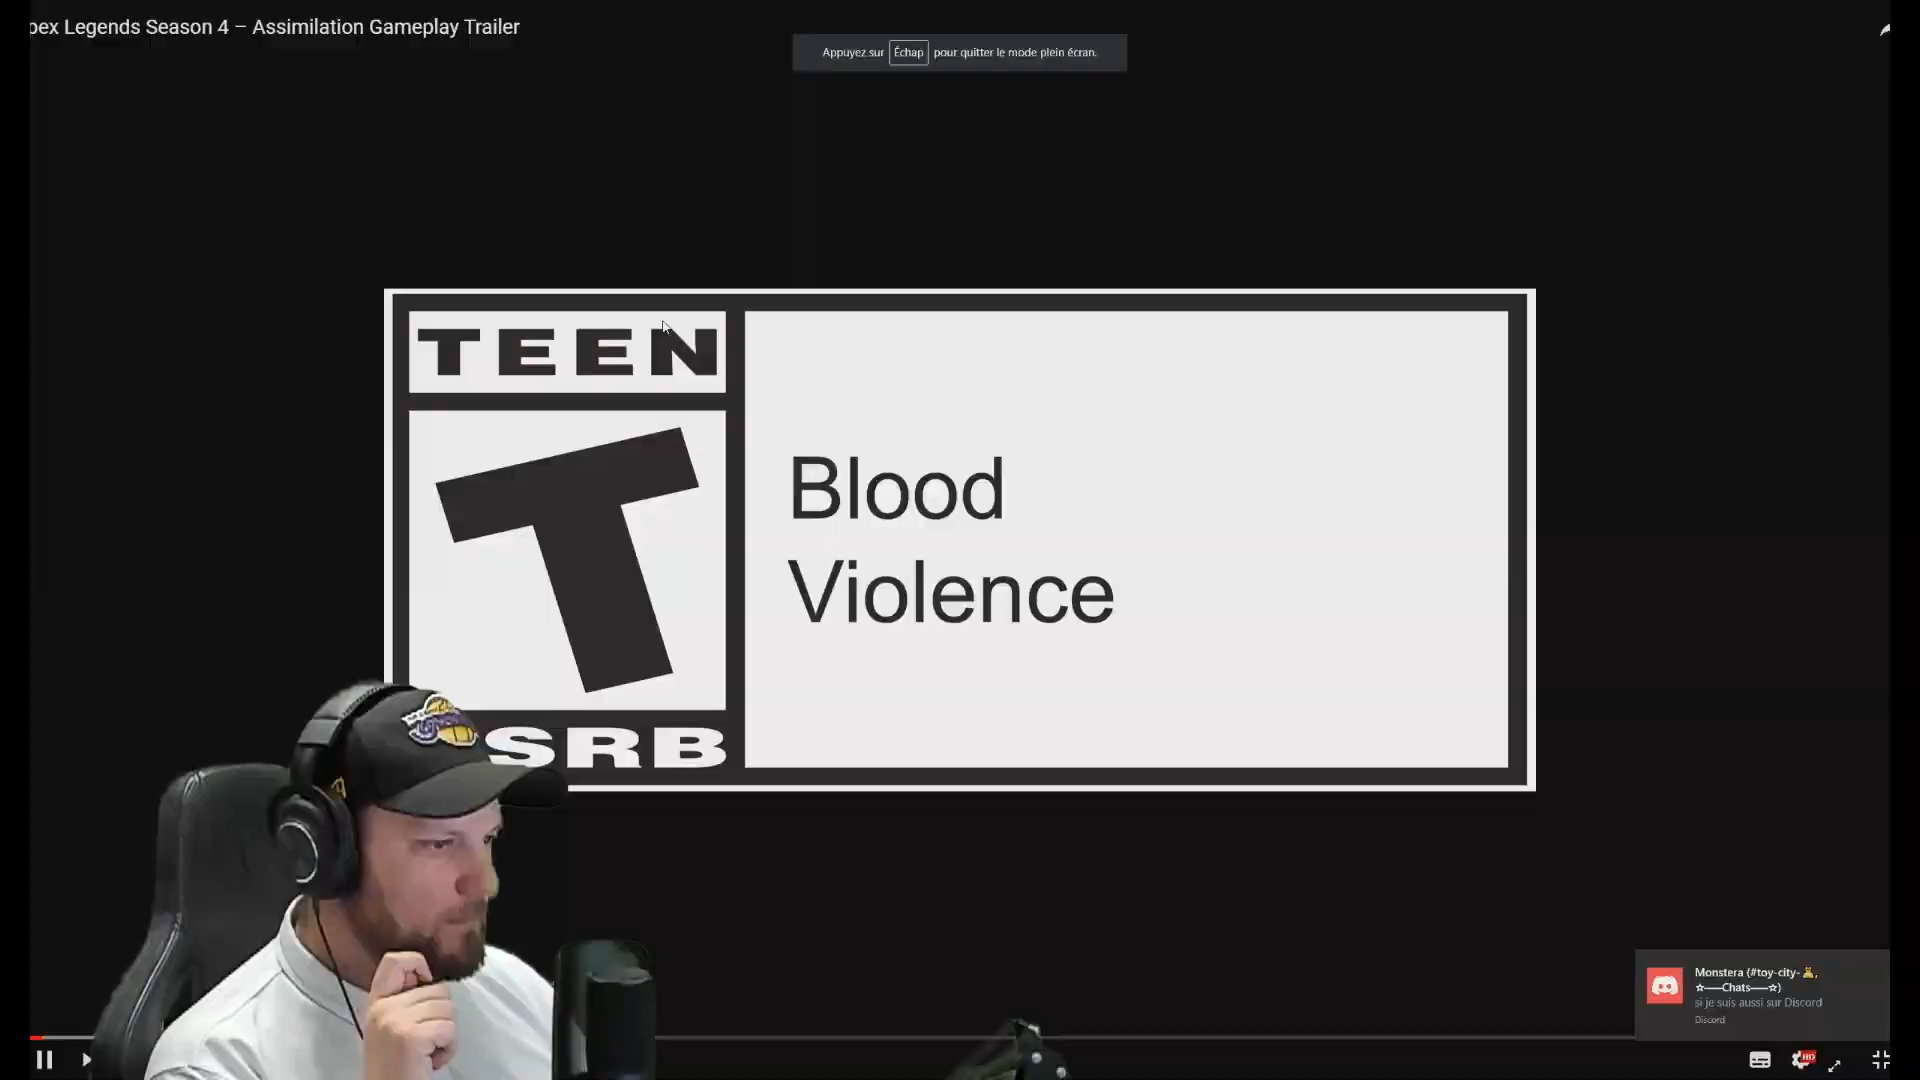 pex Legends Season 4 – Assimilation Gameplay Trailer
Appuyez sur Échap pour quitter le mode plein écran.
TEEN
T
Blood
Violence
SRB
Monstera (#toy-city-🧸,
☆——Chats——☆)
si je suis aussi sur Discord
Discord
HD